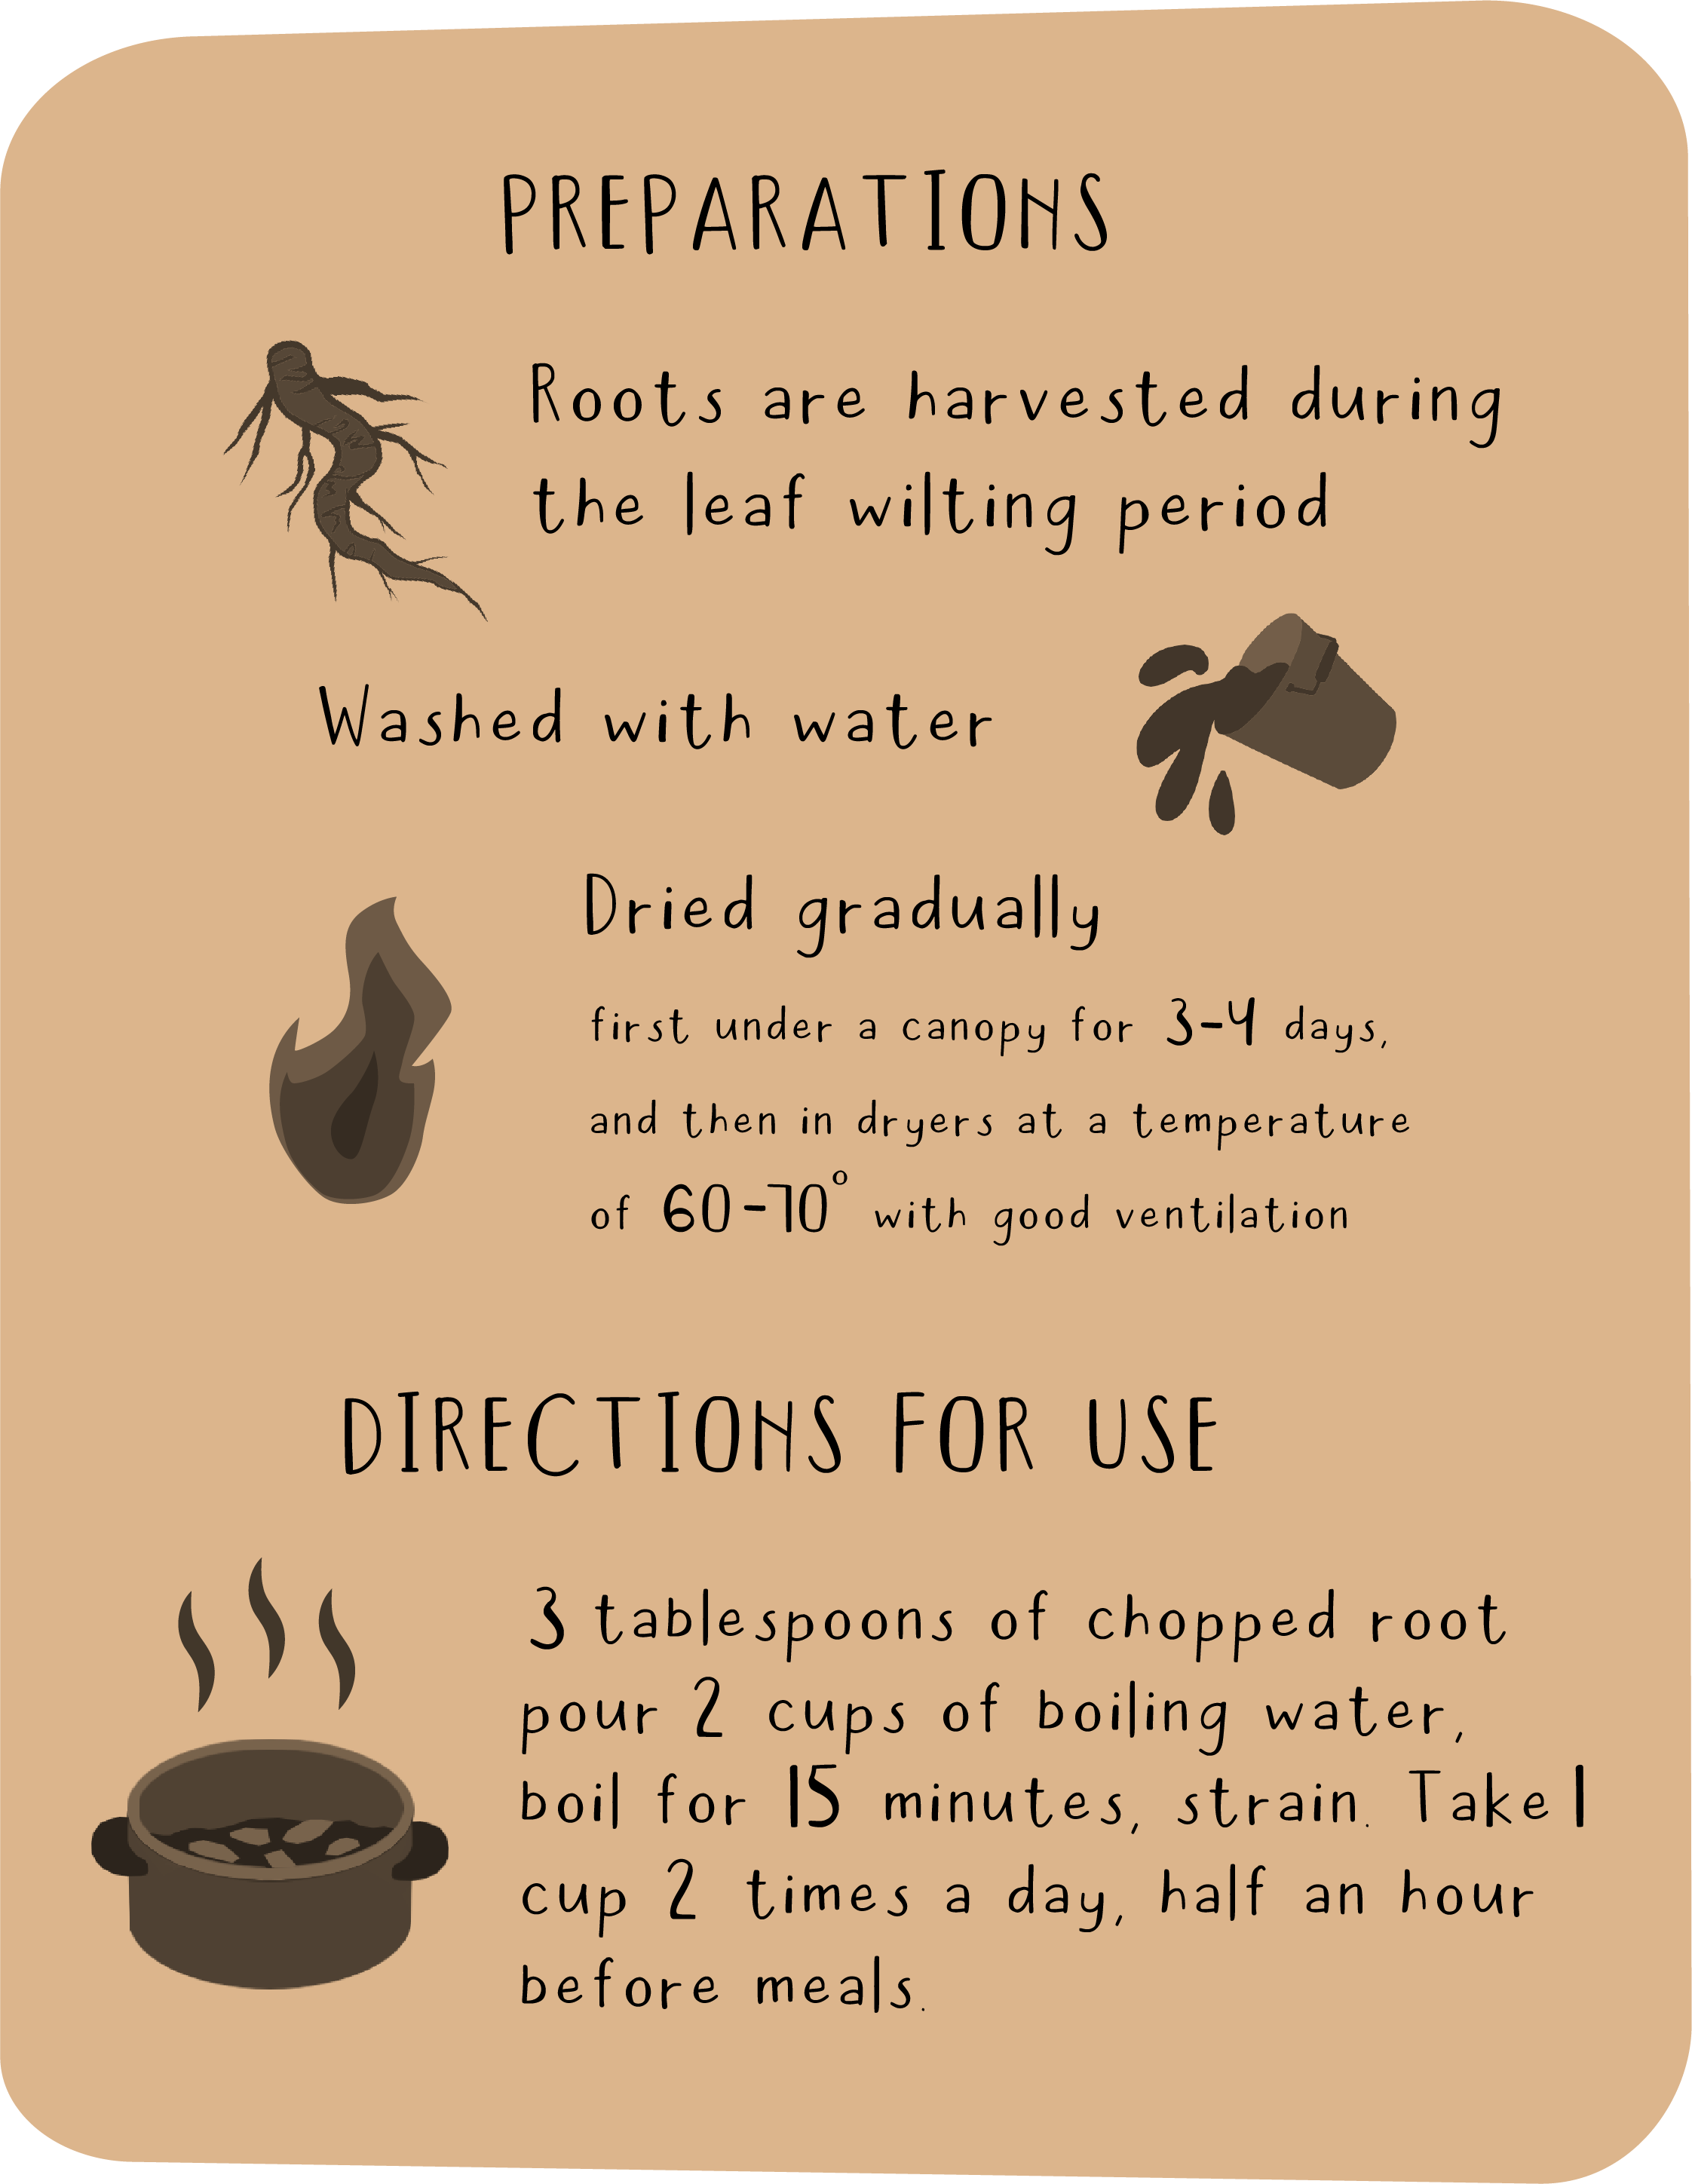 PREPARATIONS
Roots are harvested during
the leaf wilting period
Washed with water
Dried gradually
first under a canopy for 3-4 days,
and then in dryers at a temperature
of 60-70° with good ventilation
DIRECTIONS FOR USE
3 tablespoons of chopped root
pour 2 cups of boiling water,
boil for 15 minutes, strain. Take 1
cup 2 times a day, half an hour
before meals.